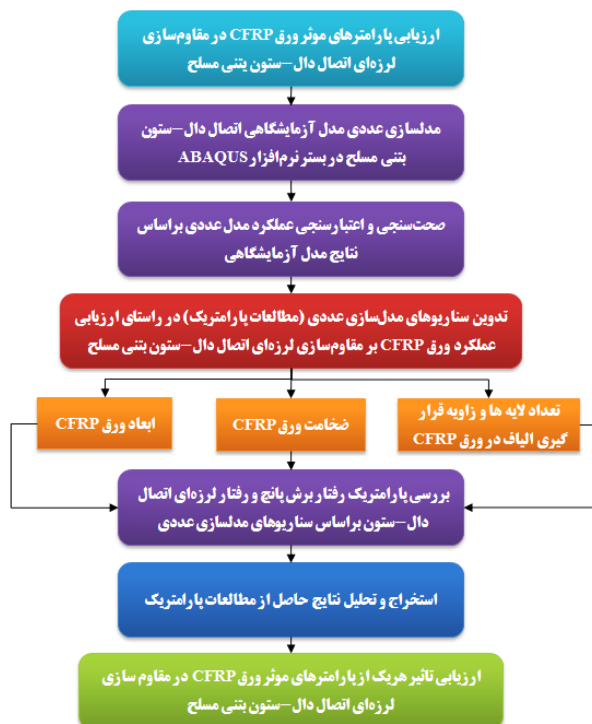 ارزیابی پارامترهای موثر ورق CFRP در مقاوم‌سازی
لرزه‌ای اتصال دال–ستون بتنی مسلح
مدلسازی عددی مدل آزمایشگاهی اتصال دال–ستون
بتنی مسلح در بستر نرم‌افزار ABAQUS
صحت‌سنجی و اعتبارسنجی عملکرد مدل عددی براساس
نتایج مدل آزمایشگاهی
تدوین سناریوهای مدل‌سازی عددی (مطالعات پارامتریک) در راستای ارزیابی
عملکرد ورق CFRP بر مقاوم‌سازی لرزه‌ای اتصال دال–ستون بتنی مسلح
تعداد لایه ها و زاویه قرار
گیری الیاف در ورق CFRP
ضخامت ورق CFRP
ابعاد ورق CFRP
بررسی پارامتریک رفتار برش پانچ و رفتار لرزه‌ای اتصال
دال–ستون براساس سناریوهای مدلسازی عددی
استخراج و تحلیل نتایج حاصل از مطالعات پارامتریک
ارزیابی تاثیر هریک از پارامترهای موثر ورق CFRP در مقاوم سازی
لرزه‌ای اتصال دال–ستون بتنی مسلح